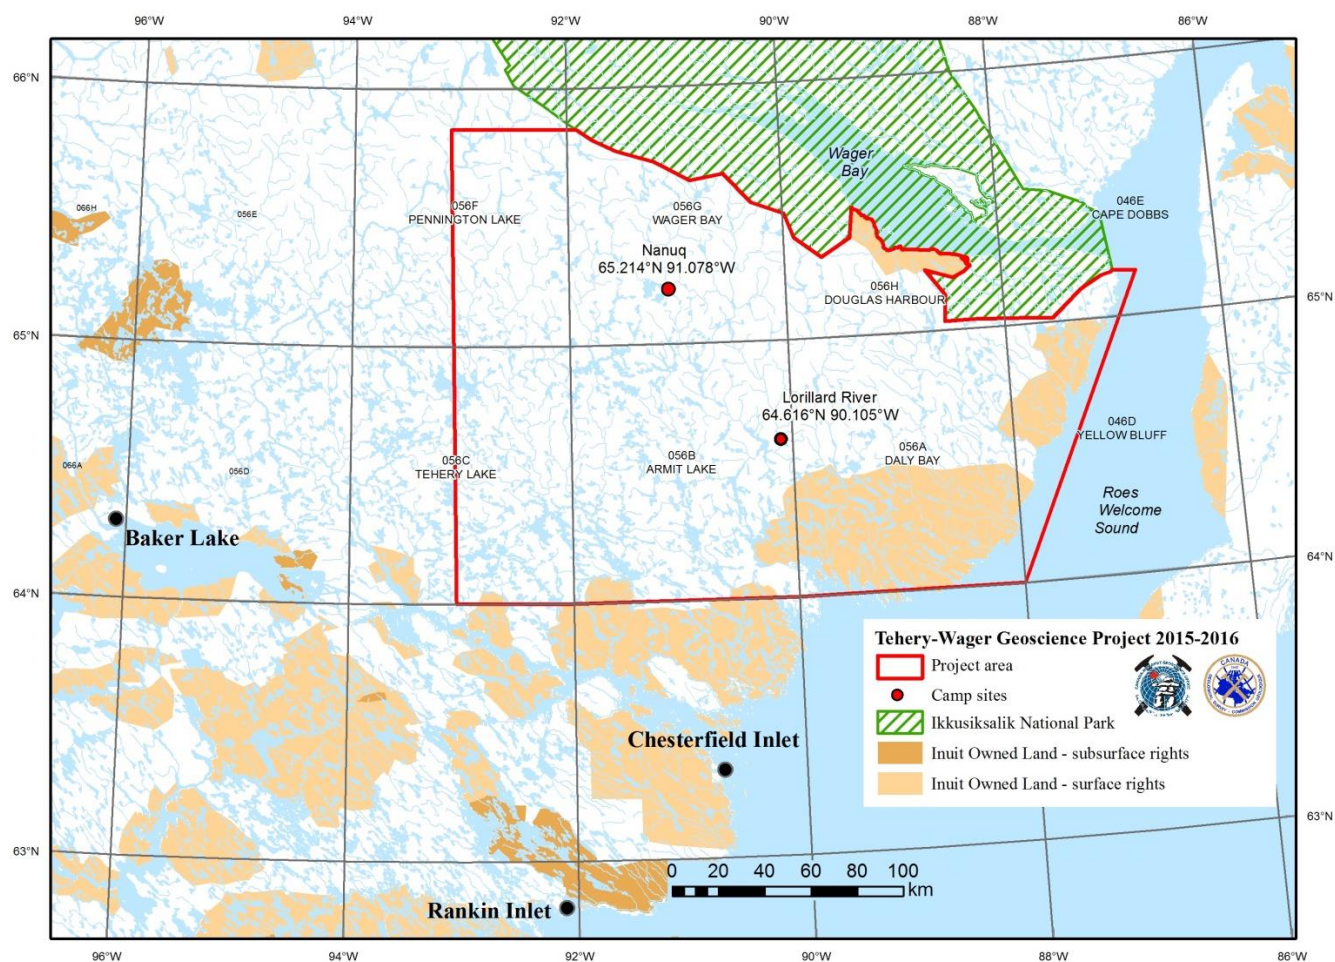 96°W
94°W
92°W
90°W
88°W
86°W
66°N
66°N
Wager
Bay
066H
056E
056F
PENNINGTON LAKE
056G
WAGER BAY
046E
CAPE DOBBS
Nanuq
65.214°N 91.078°W
056H
DOUGLAS HARBOUR
65°N
65°N
Lorillard River
64.616°N 90.105°W
046D
YELLOW BLUFF
066A
056D
056C
TEHERY LAKE
056B
ARMIT LAKE
056A
DALY BAY
Roes
Welcome
Sound
Baker Lake
64°N
64°N
Tehery-Wager Geoscience Project 2015-2016
Project area
Camp sites
Ikkusiksalik National Park
Inuit Owned Land - subsurface rights
Inuit Owned Land - surface rights
CANADA
Chesterfield Inlet
63°N
63°N
0 20 40 60 80 100
km
Rankin Inlet
96°W
94°W
92°W
90°W
88°W
86°W